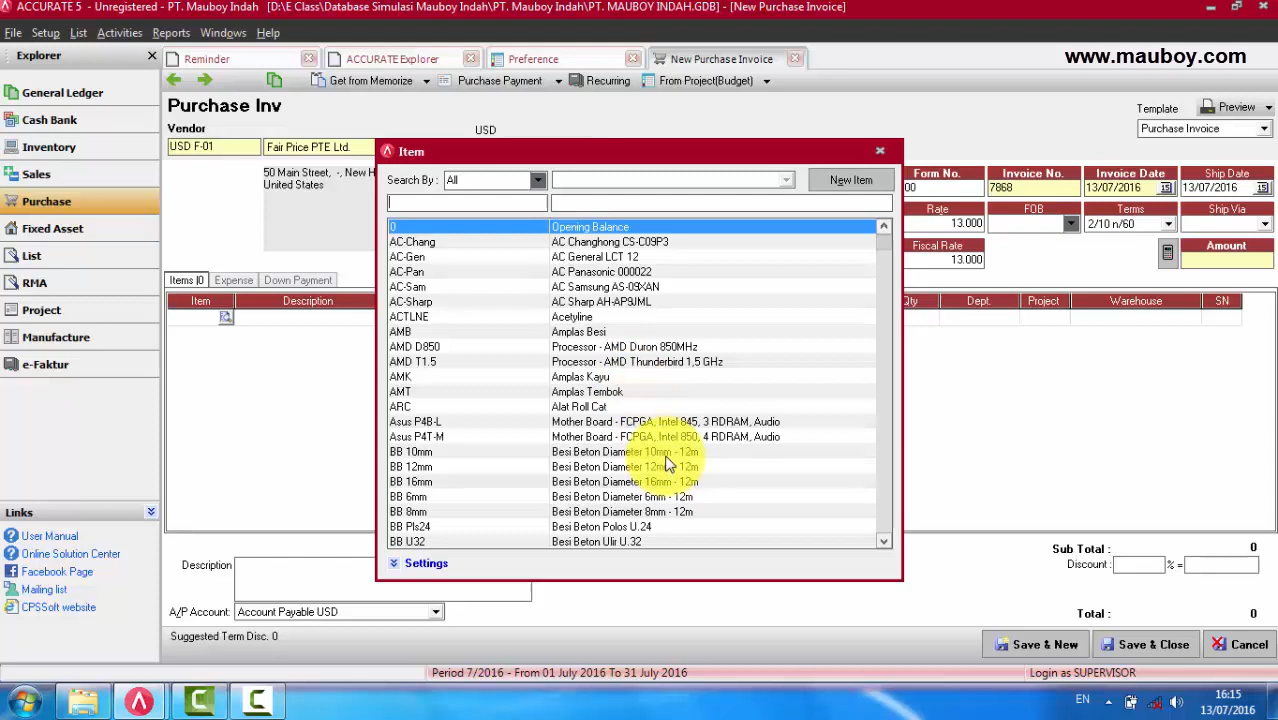 ACCURATE 5 - Unregistered - PT. Mauboy Indah - [D:\E Class\Database Simulasi Mauboy Indah\PT. MAUBOY INDAH.GDB] - [New Purchase Invoice]
File Setup List Activities Reports Windows Help
Explorer
Reminder ACCURATE Explorer Preference New Purchase Invoice
www.mauboy.com
Get from Memorize Purchase Payment Recurring From Project(Budget)
General Ledger
Cash Bank
Inventory
Sales
Purchase
Fixed Asset
List
RMA
Project
Manufacture
e-Faktur
Links
User Manual
Online Solution Center
Facebook Page
Mailing list
CPSSoft website
Purchase Inv
Template Preview
Purchase Invoice
Vendor USD
USD F-01 Fair Price PTE Ltd.
50 Main Street, -, New H
United States
Form No. Invoice No. Invoice Date Ship Date
00 7868 13/07/2016 13/07/2016
Rate FOB Terms Ship Via
13.000 2/10 n/60
Fiscal Rate Amount
13.000
Items |0 Expense Down Payment
Item Description Qty Dept. Project Warehouse SN
Item
Search By : All New Item
0 Opening Balance
AC-Chang AC Changhong CS-C09P3
AC-Gen AC General LCT 12
AC-Pan AC Panasonic 000022
AC-Sam AC Samsung AS-09XAN
AC-Sharp AC Sharp AH-AP9JML
ACTLNE Acetyline
AMB Amplas Besi
AMD D850 Processor - AMD Duron 850MHz
AMD T1.5 Processor - AMD Thunderbird 1,5 GHz
AMK Amplas Kayu
AMT Amplas Tembok
ARC Alat Roll Cat
Asus P4B-L Mother Board - FCPGA, Intel 845, 3 RDRAM, Audio
Asus P4T-M Mother Board - FCPGA, Intel 850, 4 RDRAM, Audio
BB 10mm Besi Beton Diameter 10mm - 12m
BB 12mm Besi Beton Diameter 12mm - 12m
BB 16mm Besi Beton Diameter 16mm - 12m
BB 6mm Besi Beton Diameter 6mm - 12m
BB 8mm Besi Beton Diameter 8mm - 12m
BB Pls24 Besi Beton Polos U.24
BB U32 Besi Beton Ulir U.32
Settings
Description
Sub Total : 0
Discount : % =
A/P Account: Account Payable USD
Total : 0
Suggested Term Disc. 0
Save & New Save & Close Cancel
Period 7/2016 - From 01 July 2016 To 31 July 2016 Login as SUPERVISOR
EN 16:15
13/07/2016